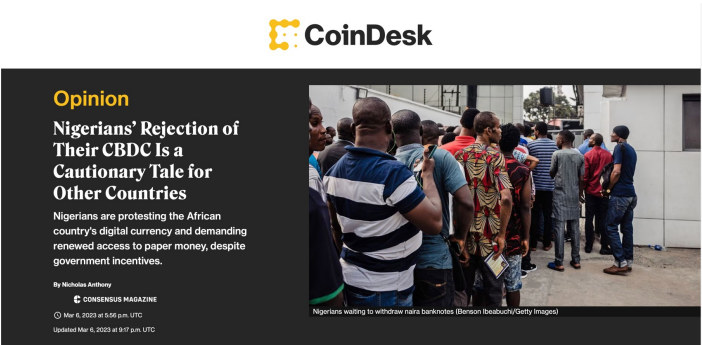 CoinDesk
Opinion
Nigerians’ Rejection of
Their CBDC Is a
Cautionary Tale for
Other Countries
Nigerians are protesting the African
country’s digital currency and demanding
renewed access to paper money, despite
government incentives.
By Nicholas Anthony
CONSENSUS MAGAZINE
Mar 6, 2023 at 5:56 p.m. UTC
Updated Mar 6, 2023 at 9:17 p.m. UTC
Nigerians waiting to withdraw naira banknotes (Benson Ibeabuchi/Getty Images)